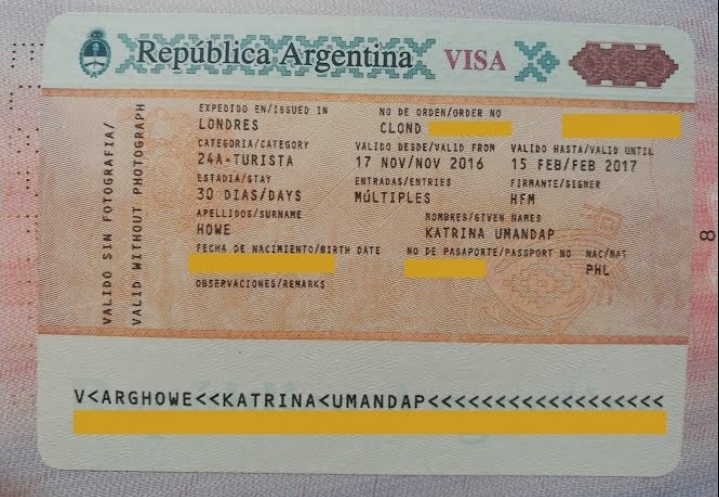 República Argentina VISA
EXPEDIDO EN/ISSUED IN NO DE ORDEN/ORDER NO
LONDRES CLOND
CATEGORIA/CATEGORY VALIDO DESDE/VALID FROM VALIDO HASTA/VALID UNTIL
24A-TURISTA 17 NOV/NOV 2016 15 FEB/FEB 2017
ESTADIA/STAY ENTRADAS/ENTRIES FIRMANTE/SIGNER
30 DIAS/DAYS MÚLTIPLES HFM
APELLIDOS/SURNAME NOMBRES/GIVEN NAMES
HOWE KATRINA UMANDAP
FECHA DE NACIMIENTO/BIRTH DATE NO DE PASAPORTE/PASSPORT NO NAC/NAT
PHL
OBSERVACIONES/REMARKS
VALIDO SIN FOTOGRAFIA/
VALID WITHOUT PHOTOGRAPH
V<ARGHOWE<<KATRINA<UMANDAP<<<<<<<<<<<<<<<<<<
8